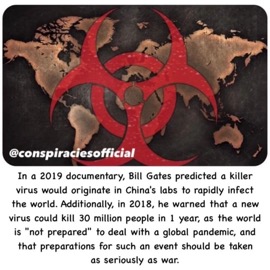 @conspiraciesofficial
In a 2019 documentary, Bill Gates predicted a killer
virus would originate in China's labs to rapidly infect
the world. Additionally, in 2018, he warned that a new
virus could kill 30 million people in 1 year, as the world
is "not prepared" to deal with a global pandemic, and
that preparations for such an event should be taken
as seriously as war.